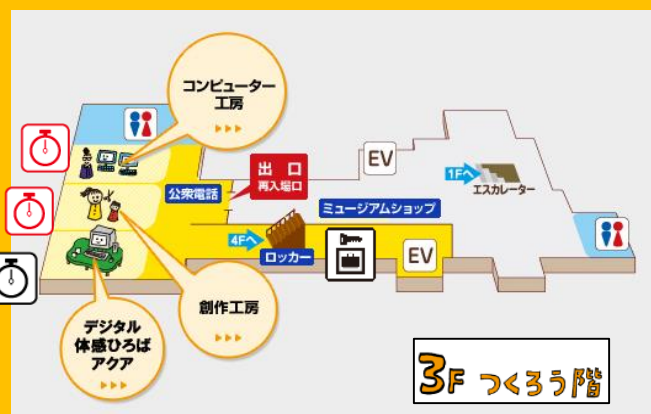 コンピューター
工房
▶▶▶
EV
出 口
再入場口
1Fへ
エスカレーター
公衆電話
ミュージアムショップ
4Fへ
ロッカー
EV
創作工房
▶▶▶
デジタル
体感ひろば
アクア
▶▶▶
3F つくろう階